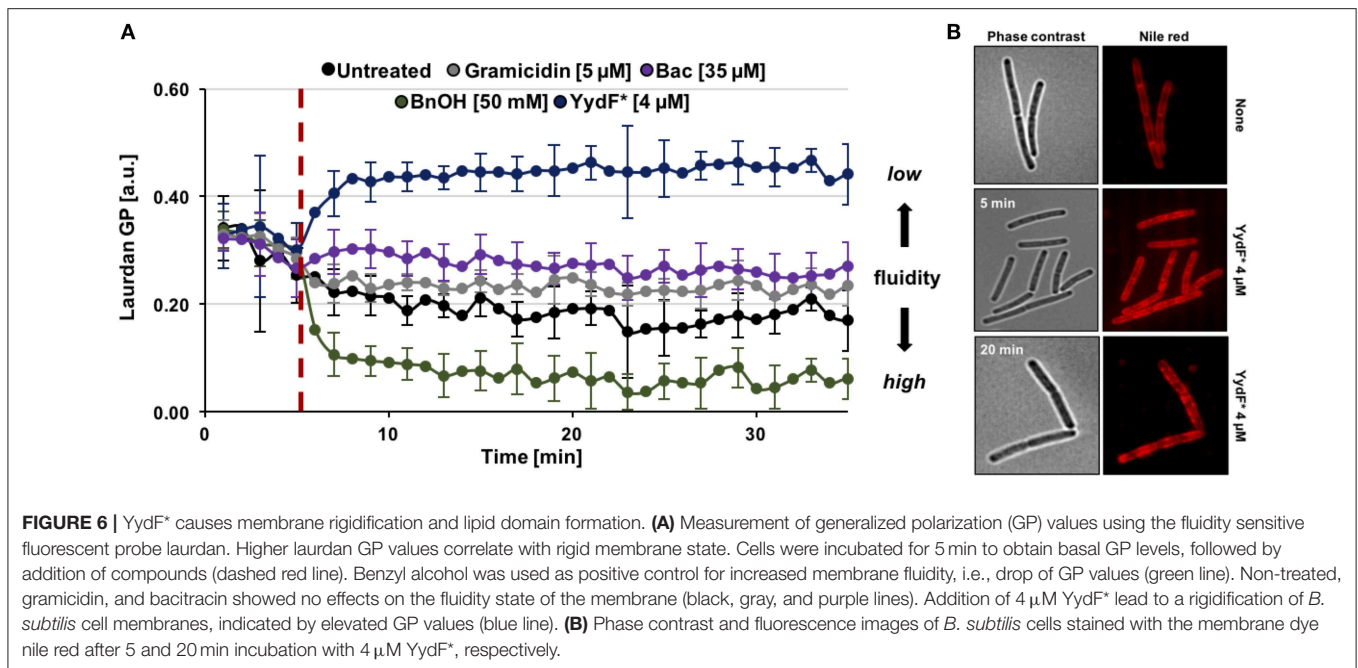 A
Untreated Gramicidin [5 µM] Bac [35 µM]
BnOH [50 mM] YydF* [4 µM]
Laurdan GP [a.u.]
0.60
0.40
0.20
0.00
0
10
20
30
Time [min]
low
fluidity
high
B
Phase contrast
Nile red
None
5 min
YydF* 4 µM
20 min
YydF* 4 µM
FIGURE 6 | YydF* causes membrane rigidification and lipid domain formation. (A) Measurement of generalized polarization (GP) values using the fluidity sensitive
fluorescent probe laurdan. Higher laurdan GP values correlate with rigid membrane state. Cells were incubated for 5 min to obtain basal GP levels, followed by
addition of compounds (dashed red line). Benzyl alcohol was used as positive control for increased membrane fluidity, i.e., drop of GP values (green line). Non-treated,
gramicidin, and bacitracin showed no effects on the fluidity state of the membrane (black, gray, and purple lines). Addition of 4 µM YydF* lead to a rigidification of B.
subtilis cell membranes, indicated by elevated GP values (blue line). (B) Phase contrast and fluorescence images of B. subtilis cells stained with the membrane dye
nile red after 5 and 20 min incubation with 4 µM YydF*, respectively.